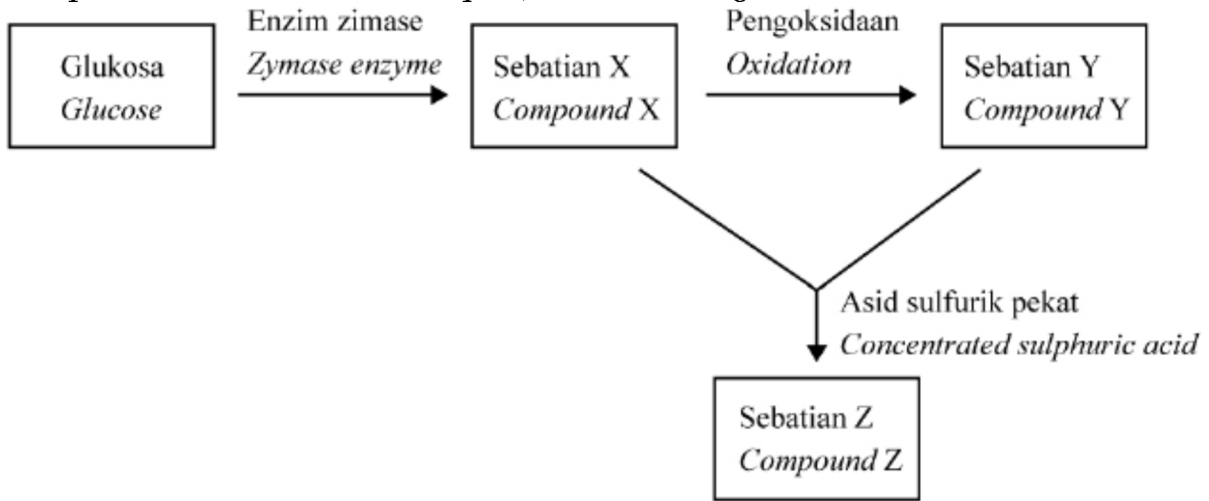 Glukosa
Glucose
Enzim zimase
Zymase enzyme
Sebatian X
Compound X
Pengoksidaan
Oxidation
Sebatian Y
Compound Y
Asid sulfurik pekat
Concentrated sulphuric acid
Sebatian Z
Compound Z